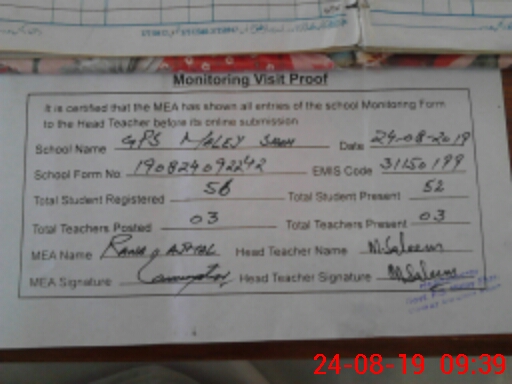 Monitoring Visit Proof
It is certified that the MEA has shown all entries of the school Monitoring Form
to the Head Teacher before its online submission
School Name GPS Date 24-08-2019
School Form No. 190824092242 EMIS Code 31150199
Total Student Registered 56 Total Student Present 52
Total Teachers Posted 03 Total Teachers Present 03
MEA Name Rana Head Teacher Name M.Saleem
MEA Signature Head Teacher Signature M.Saleem
24-08-19 09:39